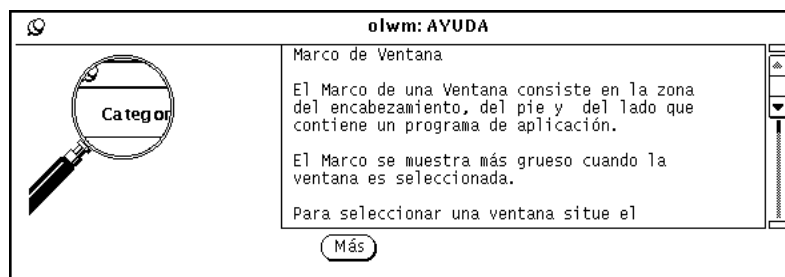 olwm: AYUDA
Categor
Marco de Ventana
El Marco de una Ventana consiste en la zona
del encabezamiento, del pie y del lado que
contiene un programa de aplicación.
El Marco se muestra más grueso cuando la
ventana es seleccionada.
Para seleccionar una ventana situe el
Más